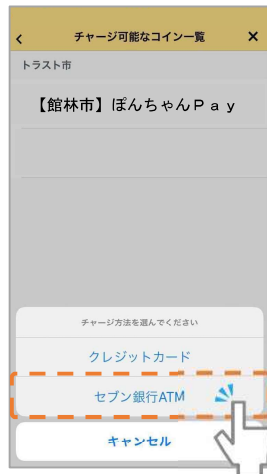 チャージ可能なコイン一覧
トラスト市
【館林市】ぽんちゃんＰａｙ
チャージ方法を選んでください
クレジットカード
セブン銀行ATM
キャンセル